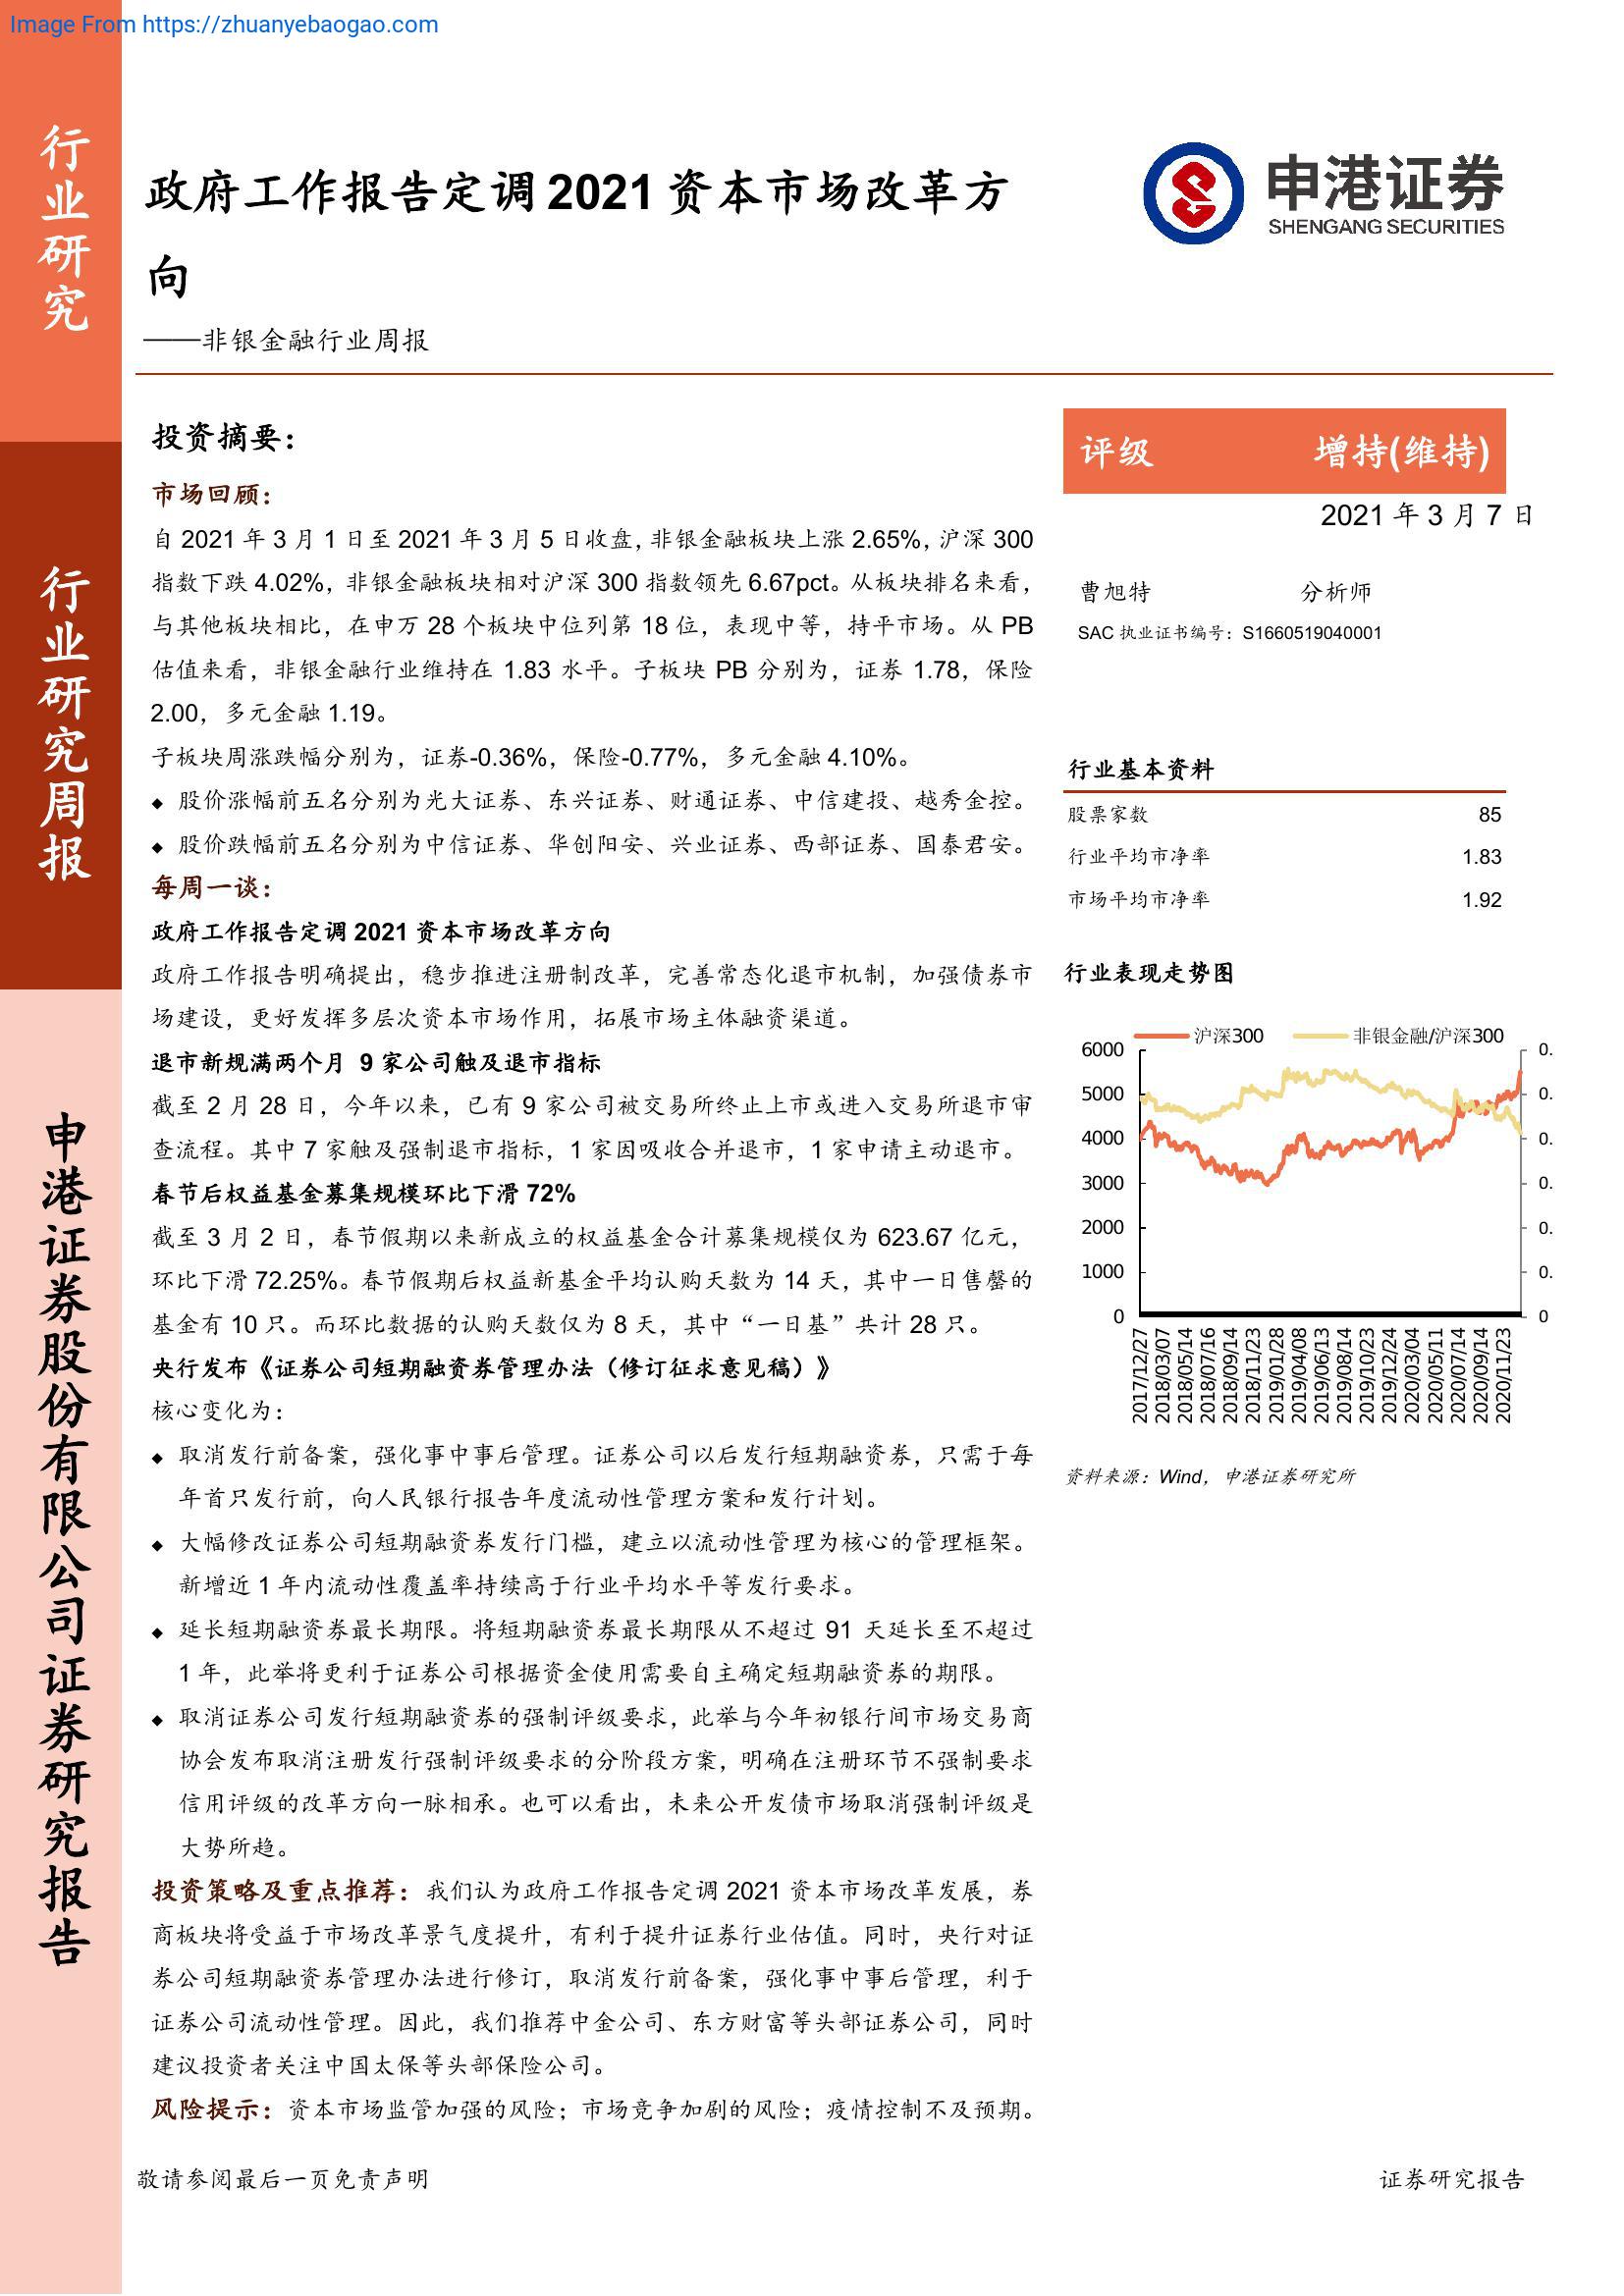 Image From https://zhuanyebaogao.com
行业研究
行业研究周报
申港证券股份有限公司证券研究报告
政府工作报告定调 2021 资本市场改革方
向
——非银金融行业周报
申港证券
SHENGANG SECURITIES
投资摘要：
市场回顾：
自 2021 年 3 月 1 日至 2021 年 3 月 5 日收盘，非银金融板块上涨 2.65%，沪深 300
指数下跌 4.02%，非银金融板块相对沪深 300 指数领先 6.67pct。从板块排名来看，
与其他板块相比，在申万 28 个板块中位列第 18 位，表现中等，持平市场。从 PB
估值来看，非银金融行业维持在 1.83 水平。子板块 PB 分别为，证券 1.78，保险
2.00，多元金融 1.19。
子板块周涨跌幅分别为，证券-0.36%，保险-0.77%，多元金融 4.10%。
◆ 股价涨幅前五名分别为光大证券、东兴证券、财通证券、中信建投、越秀金控。
◆ 股价跌幅前五名分别为中信证券、华创阳安、兴业证券、西部证券、国泰君安。
每周一谈：
政府工作报告定调 2021 资本市场改革方向
政府工作报告明确提出，稳步推进注册制改革，完善常态化退市机制，加强债券市
场建设，更好发挥多层次资本市场作用，拓展市场主体融资渠道。
退市新规满两个月 9 家公司触及退市指标
截至 2 月 28 日，今年以来，已有 9 家公司被交易所终止上市或进入交易所退市审
查流程。其中 7 家触及强制退市指标，1 家因吸收合并退市，1 家申请主动退市。
春节后权益基金募集规模环比下滑 72%
截至 3 月 2 日，春节假期以来新成立的权益基金合计募集规模仅为 623.67 亿元，
环比下滑 72.25%。春节假期后权益新基金平均认购天数为 14 天，其中一日售罄的
基金有 10 只。而环比数据的认购天数仅为 8 天，其中“一日基”共计 28 只。
央行发布《证券公司短期融资券管理办法（修订征求意见稿）》
核心变化为：
◆ 取消发行前备案，强化事中事后管理。证券公司以后发行短期融资券，只需于每
年首只发行前，向人民银行报告年度流动性管理方案和发行计划。
◆ 大幅修改证券公司短期融资券发行门槛，建立以流动性管理为核心的管理框架。
新增近 1 年内流动性覆盖率持续高于行业平均水平等发行要求。
◆ 延长短期融资券最长期限。将短期融资券最长期限从不超过 91 天延长至不超过
1 年，此举将更利于证券公司根据资金使用需要自主确定短期融资券的期限。
◆ 取消证券公司发行短期融资券的强制评级要求，此举与今年初银行间市场交易商
协会发布取消注册发行强制评级要求的分阶段方案，明确在注册环节不强制要求
信用评级的改革方向一脉相承。也可以看出，未来公开发债市场取消强制评级是
大势所趋。
投资策略及重点推荐：我们认为政府工作报告定调 2021 资本市场改革发展，券
商板块将受益于市场改革景气度提升，有利于提升证券行业估值。同时，央行对证
券公司短期融资券管理办法进行修订，取消发行前备案，强化事中事后管理，利于
证券公司流动性管理。因此，我们推荐中金公司、东方财富等头部证券公司，同时
建议投资者关注中国太保等头部保险公司。
风险提示：资本市场监管加强的风险；市场竞争加剧的风险；疫情控制不及预期。
评级 增持(维持)
2021 年 3 月 7 日
曹旭特 分析师
SAC 执业证书编号：S1660519040001
行业基本资料
股票家数 85
行业平均市净率 1.83
市场平均市净率 1.92
行业表现走势图
沪深300 非银金融/沪深300
6000 0.
5000 0.
4000 0.
3000 0.
2000 0.
1000 0.
0 0
2017/12/27
2018/03/07
2018/05/14
2018/07/16
2018/09/14
2018/11/23
2019/01/28
2019/04/08
2019/06/13
2019/08/14
2019/10/23
2019/12/24
2020/03/04
2020/05/11
2020/07/14
2020/09/14
2020/11/23
资料来源：Wind，申港证券研究所
敬请参阅最后一页免责声明 证券研究报告